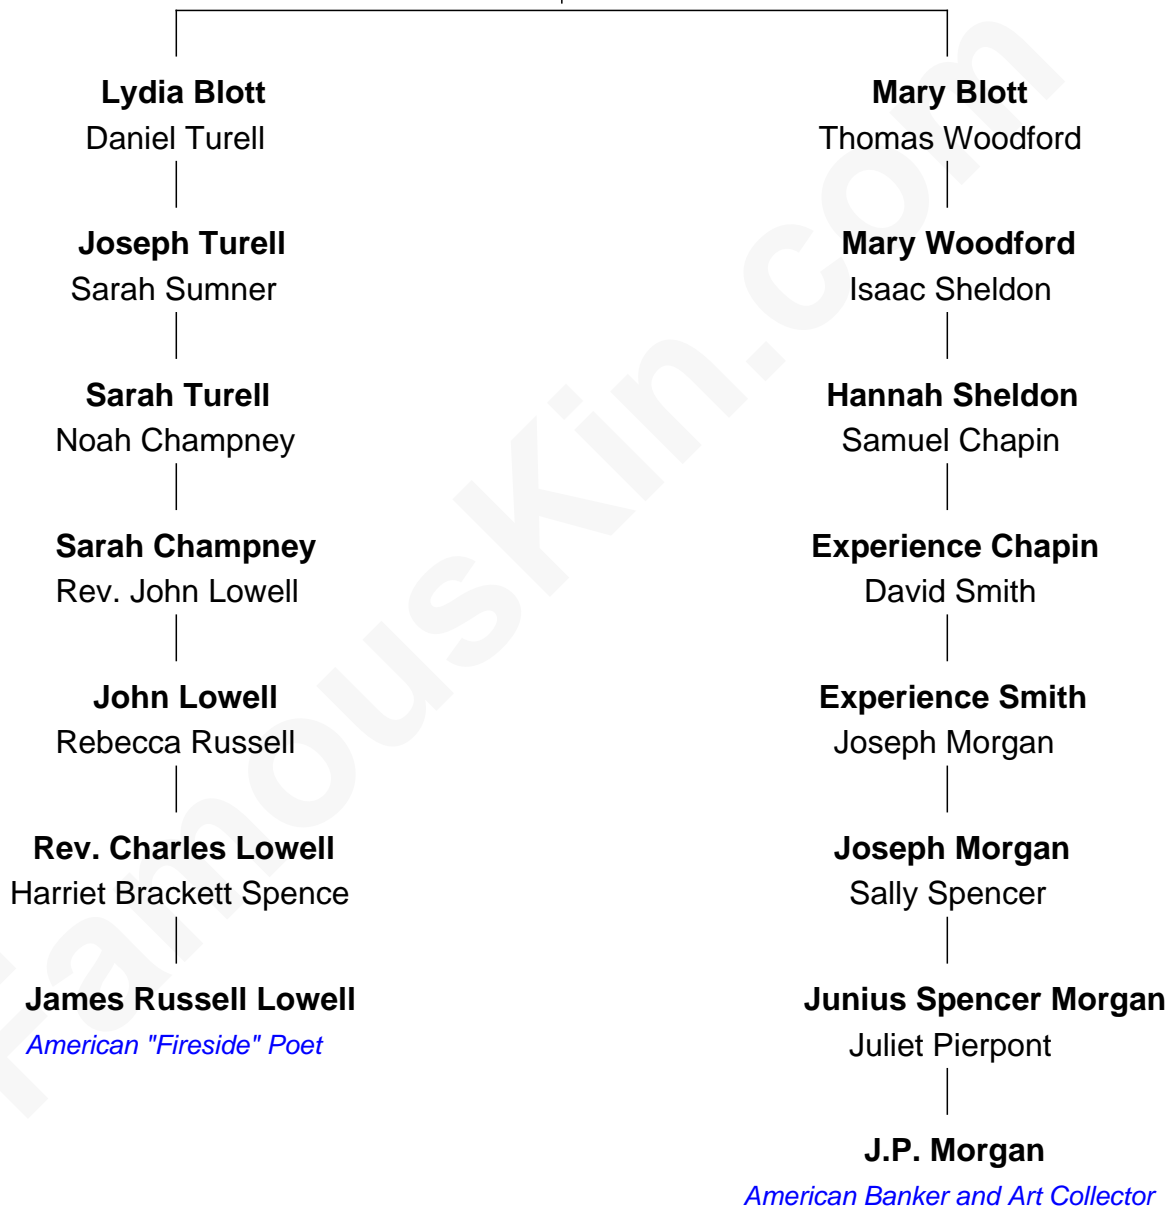 Lydia Blott
Daniel Turell
Joseph Turell
Sarah Sumner
Sarah Turell
Noah Champney
Sarah Champney
Rev. John Lowell
John Lowell
Rebecca Russell
Rev. Charles Lowell
Harriet Brackett Spence
James Russell Lowell
American "Fireside" Poet
Mary Blott
Thomas Woodford
Mary Woodford
Isaac Sheldon
Hannah Sheldon
Samuel Chapin
Experience Chapin
David Smith
Experience Smith
Joseph Morgan
Joseph Morgan
Sally Spencer
Junius Spencer Morgan
Juliet Pierpont
J.P. Morgan
American Banker and Art Collector
FamousKin.com